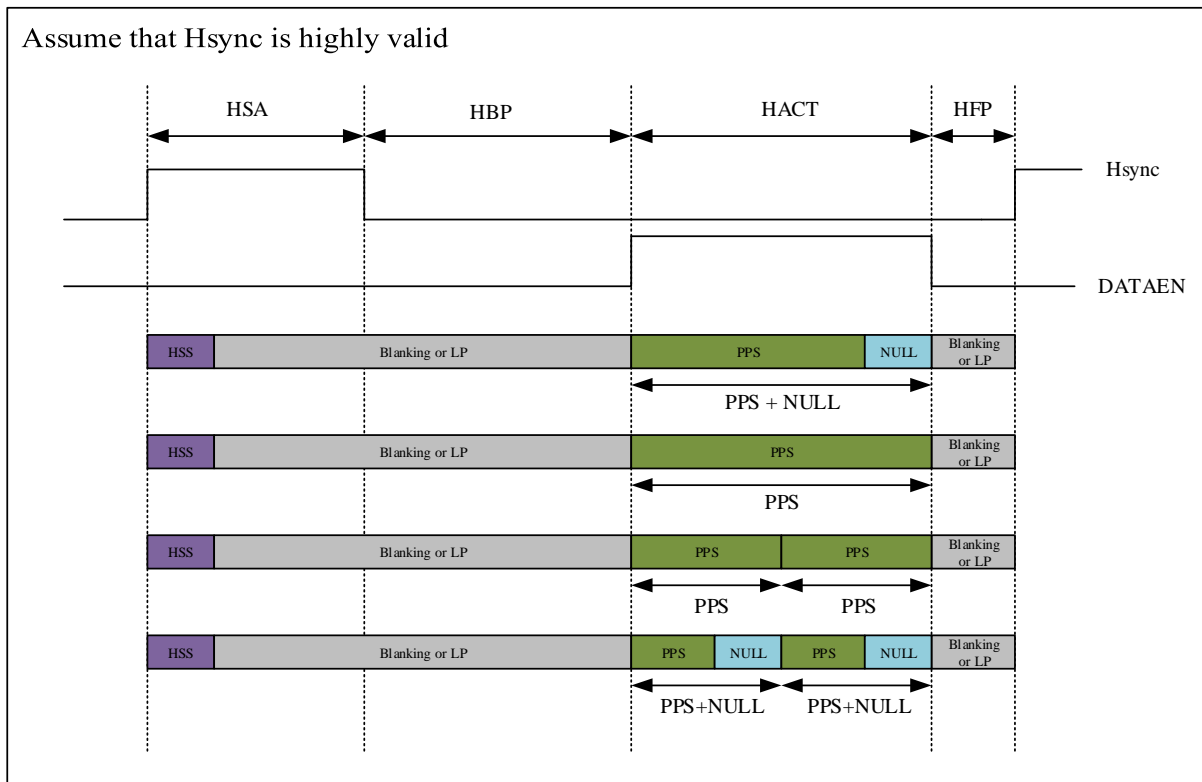 Assume that Hsync is highly valid
HSA
HBP
HACT
HFP
Hsync
DATAEN
HSS
Blanking or LP
PPS
NULL
Blanking
or LP
PPS + NULL
HSS
Blanking or LP
PPS
Blanking
or LP
PPS
HSS
Blanking or LP
PPS
PPS
Blanking
or LP
PPS
PPS
HSS
Blanking or LP
PPS
NULL
PPS
NULL
Blanking
or LP
PPS+NULL
PPS+NULL